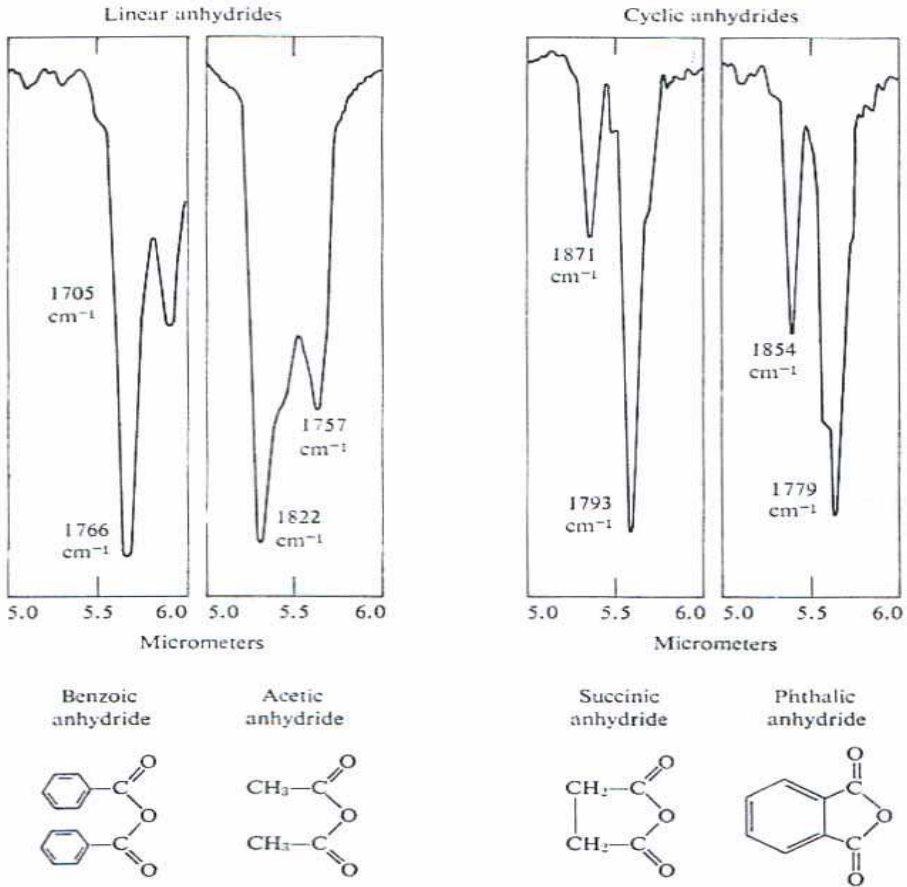 Linear anhydrides
Cyclic anhydrides
1705
cm⁻¹
1766
cm⁻¹
1757
cm⁻¹
1822
cm⁻¹
1871
cm⁻¹
1793
cm⁻¹
1854
cm⁻¹
1779
cm⁻¹
5.0 5.5 6.0
5.0 5.5 6.0
5.0 5.5 6.0
5.0 5.5 6.0
Micrometers
Micrometers
Benzoic
anhydride
Acetic
anhydride
Succinic
anhydride
Phthalic
anhydride
O
C
O
C
O
O
CH₃ C
O
CH₃ C
O
O
CH₂ C
O
CH₂ C
O
O
C
O
C
O